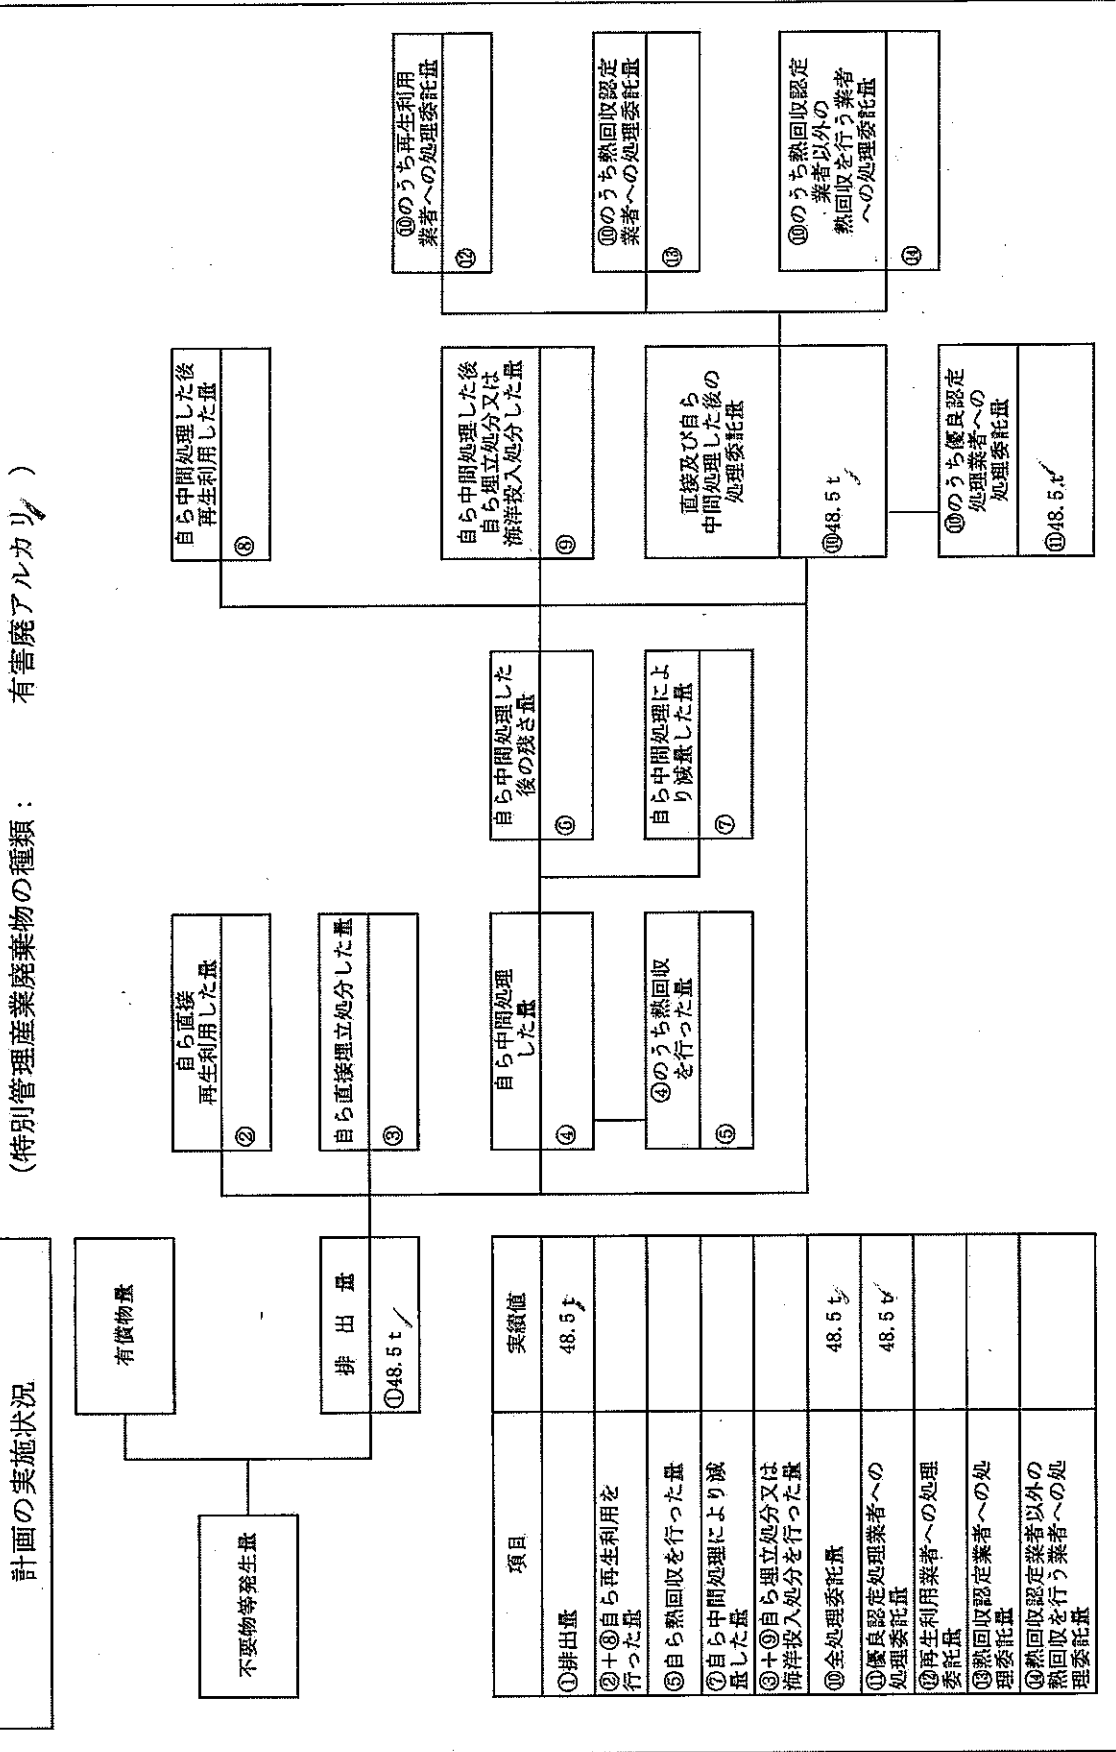 計画の実施状況
(特別管理産業廃棄物の種類： 有害廃アルカリ )
不要物等発生量
有償物量
排 出 量
①48.5t
自ら直接
再生利用した量
②
自ら直接埋立処分した量
③
自ら中間処理
した量
④
④のうち熱回収
を行った量
⑤
自ら中間処理した
後の残さ量
⑥
自ら中間処理によ
り減量した量
⑦
自ら中間処理した後
再生利用した量
⑧
自ら中間処理した後
自ら埋立処分又は
海洋投入処分した量
⑨
直接及び自ら
中間処理した後の
処理委託量
⑩48.5t
⑩のうち優良認定
処理業者への
処理委託量
⑪48.5t
⑩のうち再生利用
業者への処理委託量
⑫
⑩のうち熱回収認定
業者への処理委託量
⑬
⑩のうち熱回収認定
業者以外の
熱回収を行う業者
への処理委託量
⑭
項目 実績値
①排出量 48.5t
②＋⑧自ら再生利用を
行った量
⑤自ら熱回収を行った量
⑦自ら中間処理により減
量した量
③＋⑨自ら埋立処分又は
海洋投入処分を行った量
⑩全処理委託量 48.5t
⑪優良認定処理業者への
処理委託量 48.5t
⑫再生利用業者への処理
委託量
⑬熱回収認定業者への処
理委託量
⑭熱回収認定業者以外の
熱回収を行う業者への処
理委託量